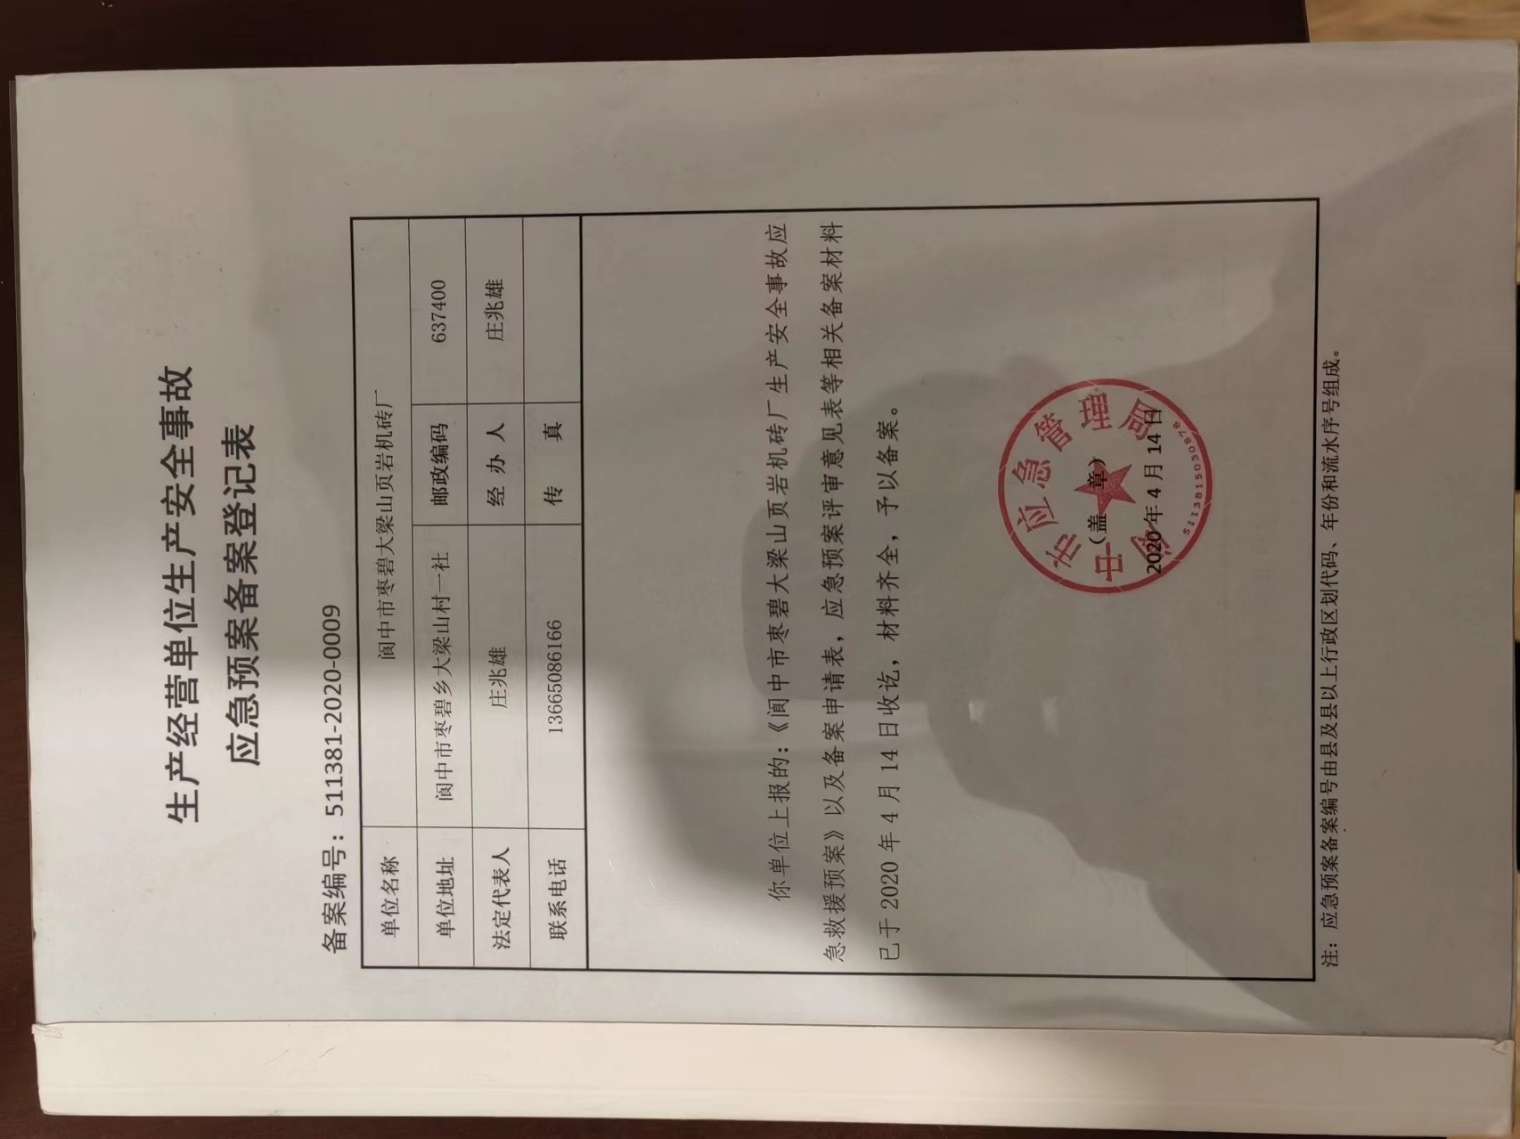 生产经营单位生产安全事故
应急预案备案登记表
备案编号：511381-2020-0009
单位名称 阆中市枣碧大梁山页岩机砖厂
单位地址 阆中市枣碧乡大梁山村一社 邮政编码 637400
法定代表人 庄兆雄 经办人 庄兆雄
联系电话 13665086166 传真
你单位上报的：《阆中市枣碧大梁山页岩机砖厂生产安全事故应
急救援预案》以及备案申请表，应急预案评审意见表等相关备案材料
已于2020年4月14日收讫，材料齐全，予以备案。
阆中市应急管理局
（盖章）
2020年4月14日
5113815030878
注：应急预案备案编号由县及县以上行政区划代码、年份和流水序号组成。